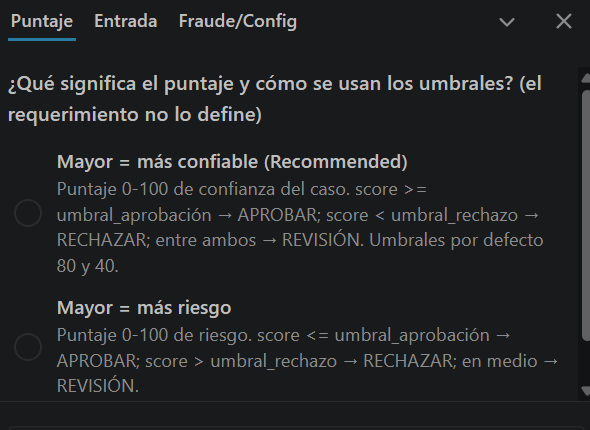 Puntaje Entrada Fraude/Config
¿Qué significa el puntaje y cómo se usan los umbrales? (el
requerimiento no lo define)
Mayor = más confiable (Recommended)
Puntaje 0-100 de confianza del caso. score >=
umbral_aprobación → APROBAR; score < umbral_rechazo →
RECHAZAR; entre ambos → REVISIÓN. Umbrales por defecto
80 y 40.
Mayor = más riesgo
Puntaje 0-100 de riesgo. score <= umbral_aprobación →
APROBAR; score > umbral_rechazo → RECHAZAR; en medio →
REVISIÓN.